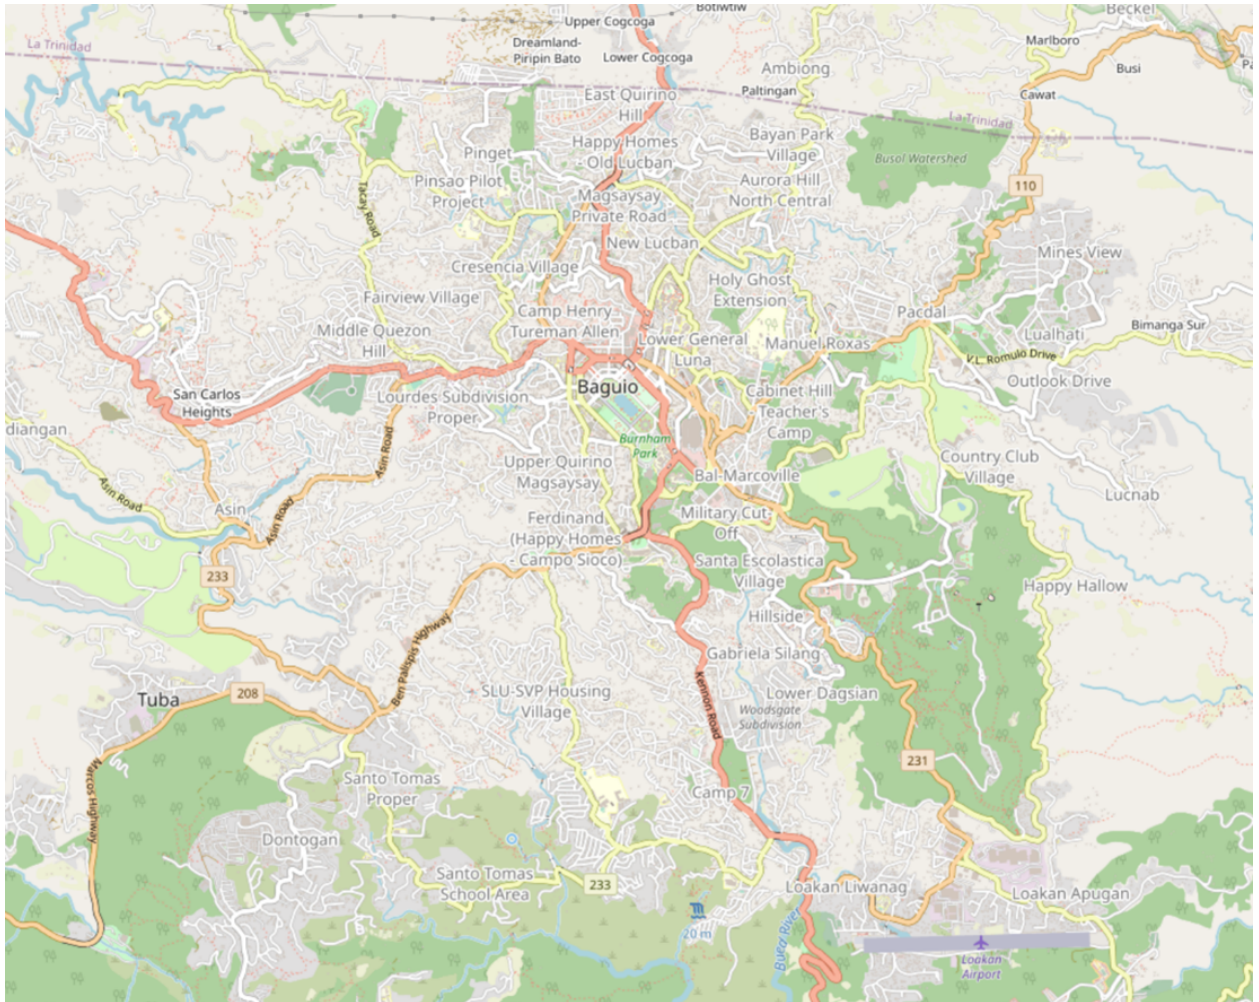 Botiwtiw
Beckel
Upper Cogcoga
Dreamland-
Piripin Bato
Lower Cogcoga
Marlboro
La Trinidad
Ambiong
Busi
Paltingan
Cawat
East Quirino
Hill
La Trinidad
Bayan Park
Village
Happy Homes
- Old Lucban
Pinget
Busol Watershed
Pinsao Pilot
Project
Aurora Hill
North Central
110
Magsaysay
Private Road
Tacay Road
New Lucban
Mines View
Cresencia Village
Holy Ghost
Extension
Fairview Village
Camp Henry
Tureman Allen
Pacdal
Middle Quezon
Hill
Lower General
Luna
Manuel Roxas
Lualhati
Bimanga Sur
V.L. Romulo Drive
Outlook Drive
Baguio
San Carlos
Heights
Lourdes Subdivision
Proper
Cabinet Hill
Teacher's
Camp
diangan
Burnham
Park
Asin Road
Upper Quirino
Magsaysay
Bal-Marcoville
Country Club
Village
Asin Road
Lucnab
Asin
Asin Road
Ferdinand
(Happy Homes
- Campo Sioco)
Military Cut-
Off
Santa Escolastica
Village
233
Happy Hallow
Hillside
Ben Palispis Highway
Gabriela Silang
Tuba
208
SLU-SVP Housing
Village
Kennon Road
Lower Dagsian
Woodsgate
Subdivision
231
Marcos Highway
Santo Tomas
Proper
Camp 7
Dontogan
Santo Tomas
School Area
233
Loakan Liwanag
Loakan Apugan
20 m
Bued River
Loakan
Airport